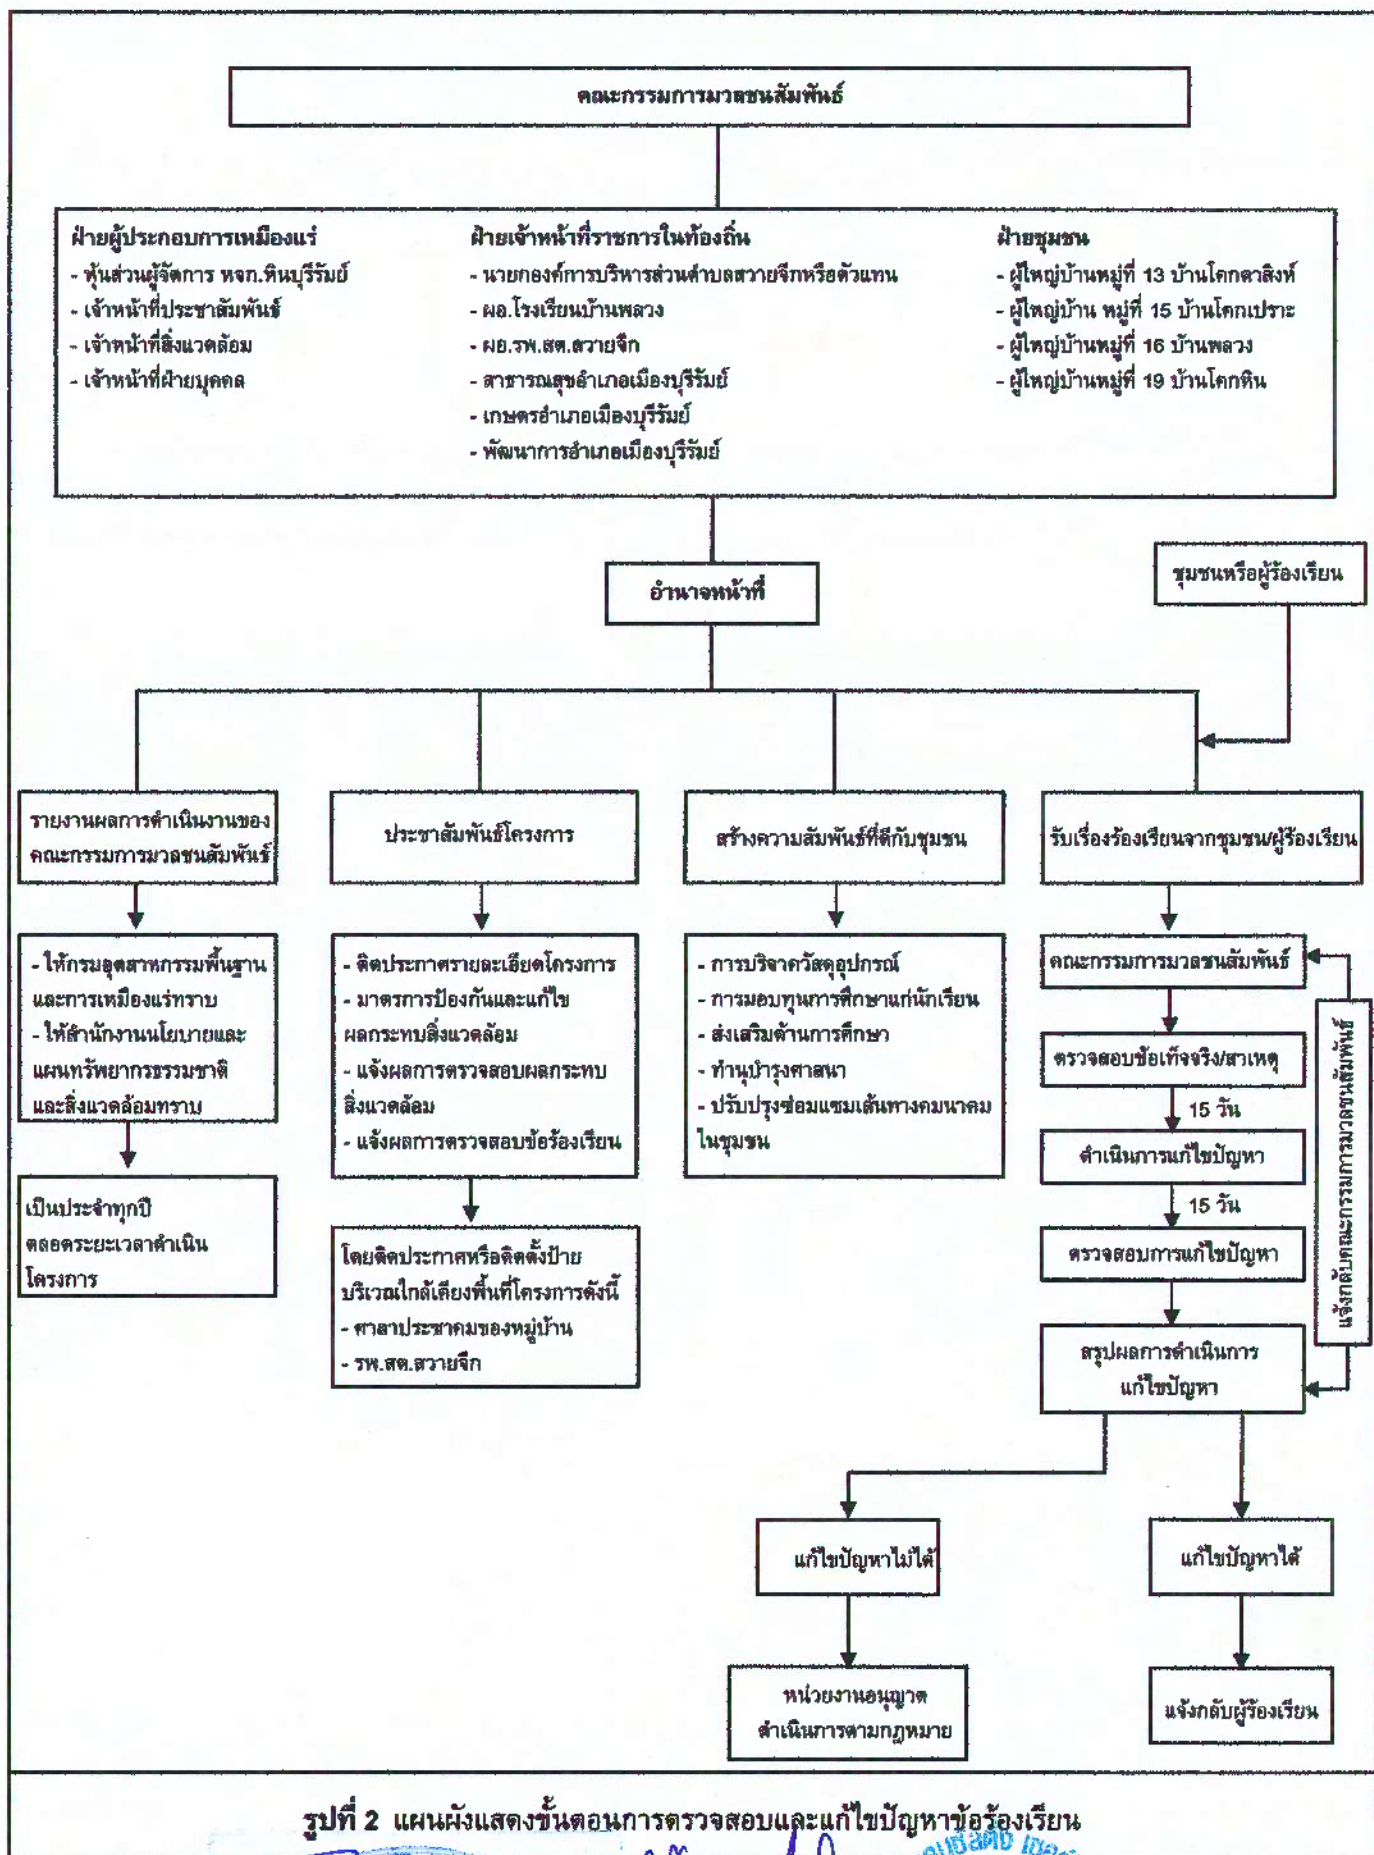 คณะกรรมการมวลชนสัมพันธ์
ฝ่ายผู้ประกอบการเหมืองแร่
- หุ้นส่วนผู้จัดการ หจก.หินบุรีรัมย์
- เจ้าหน้าที่ประชาสัมพันธ์
- เจ้าหน้าที่สิ่งแวดล้อม
- เจ้าหน้าที่ฝ่ายบุคคล
ฝ่ายเจ้าหน้าที่ราชการในท้องถิ่น
- นายกองค์การบริหารส่วนตำบลสวายจีกหรือตัวแทน
- ผอ.โรงเรียนบ้านพลวง
- ผอ.รพ.สต.สวายจีก
- สาธารณสุขอำเภอเมืองบุรีรัมย์
- เกษตรอำเภอเมืองบุรีรัมย์
- พัฒนาการอำเภอเมืองบุรีรัมย์
ฝ่ายชุมชน
- ผู้ใหญ่บ้านหมู่ที่ 13 บ้านโคกตาสิงห์
- ผู้ใหญ่บ้าน หมู่ที่ 15 บ้านโคกเปราะ
- ผู้ใหญ่บ้านหมู่ที่ 16 บ้านพลวง
- ผู้ใหญ่บ้านหมู่ที่ 19 บ้านโคกหิน
อำนาจหน้าที่
ชุมชนหรือผู้ร้องเรียน
รายงานผลการดำเนินงานของ
คณะกรรมการมวลชนสัมพันธ์
- ให้กรมอุตสาหกรรมพื้นฐาน
และการเหมืองแร่ทราบ
- ให้สำนักงานนโยบายและ
แผนทรัพยากรธรรมชาติ
และสิ่งแวดล้อมทราบ
เป็นประจำทุกปี
ตลอดระยะเวลาดำเนิน
โครงการ
ประชาสัมพันธ์โครงการ
- ติดประกาศรายละเอียดโครงการ
- มาตรการป้องกันและแก้ไข
ผลกระทบสิ่งแวดล้อม
- แจ้งผลการตรวจสอบผลกระทบ
สิ่งแวดล้อม
- แจ้งผลการตรวจสอบข้อร้องเรียน
โดยติดประกาศหรือติดตั้งป้าย
บริเวณใกล้เคียงพื้นที่โครงการดังนี้
- ศาลาประชาคมของหมู่บ้าน
- รพ.สต.สวายจีก
สร้างความสัมพันธ์ที่ดีกับชุมชน
- การบริจาควัสดุอุปกรณ์
- การมอบทุนการศึกษาแก่นักเรียน
- ส่งเสริมด้านการศึกษา
- ทำนุบำรุงศาสนา
- ปรับปรุงซ่อมแซมเส้นทางคมนาคม
ในชุมชน
รับเรื่องร้องเรียนจากชุมชน/ผู้ร้องเรียน
คณะกรรมการมวลชนสัมพันธ์
ตรวจสอบข้อเท็จจริง/สาเหตุ
15 วัน
ดำเนินการแก้ไขปัญหา
15 วัน
ตรวจสอบการแก้ไขปัญหา
สรุปผลการดำเนินการ
แก้ไขปัญหา
แจ้งกลับคณะกรรมการมวลชนสัมพันธ์
แก้ไขปัญหาไม่ได้
แก้ไขปัญหาได้
หน่วยงานอนุญาต
ดำเนินการตามกฎหมาย
แจ้งกลับผู้ร้องเรียน
รูปที่ 2 แผนผังแสดงขั้นตอนการตรวจสอบและแก้ไขปัญหาข้อร้องเรียน